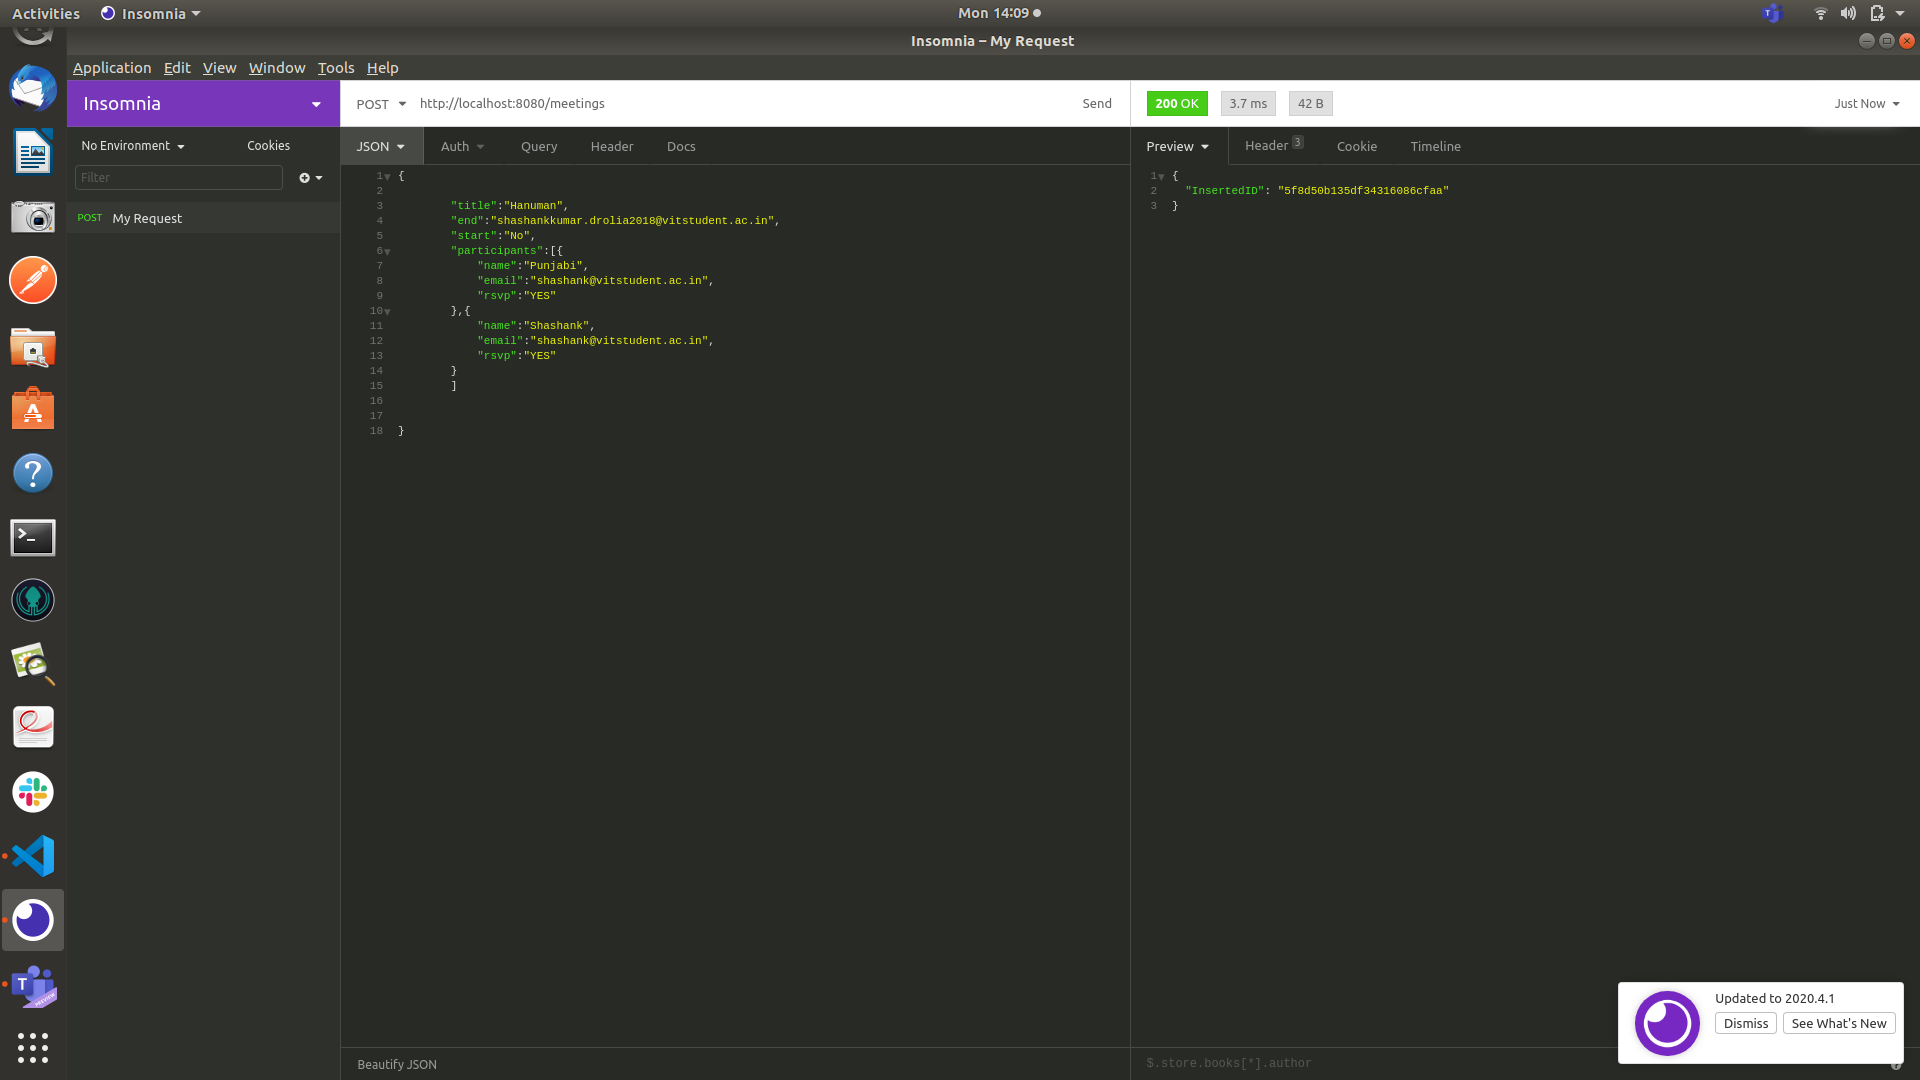 Activities Insomnia Mon 14:09
Insomnia – My Request
Application Edit View Window Tools Help
Insomnia
POST http://localhost:8080/meetings Send
200 OK 3.7 ms 42 B Just Now
No Environment Cookies
JSON Auth Query Header Docs
Preview Header 3 Cookie Timeline
Filter
POST My Request
1 {
2
3 "title":"Hanuman",
4 "end":"shashankkumar.drolia2018@vitstudent.ac.in",
5 "start":"No",
6 "participants":[{
7 "name":"Punjabi",
8 "email":"shashank@vitstudent.ac.in",
9 "rsvp":"YES"
10 },{
11 "name":"Shashank",
12 "email":"shashank@vitstudent.ac.in",
13 "rsvp":"YES"
14 }
15 ]
16
17
18 }
1 {
2 "InsertedID": "5f8d50b135df34316086cfaa"
3 }
Beautify JSON
$.store.books[*].author
Updated to 2020.4.1
Dismiss See What's New
T
PREVIEW